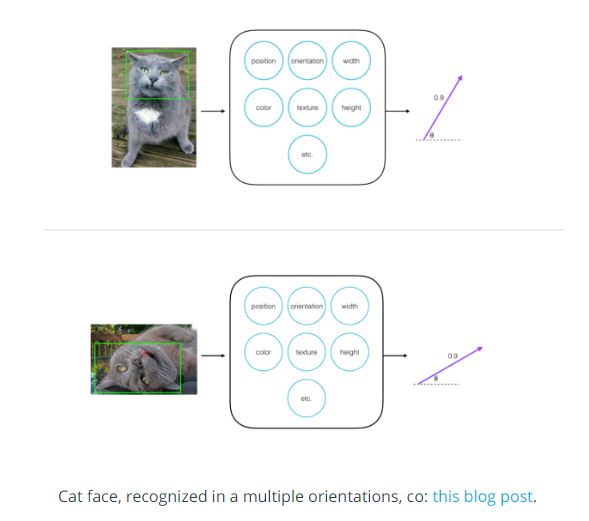 position orientation width
0.9
color texture height
θ
etc.
position orientation width
0.9
color texture height
θ
etc.
Cat face, recognized in a multiple orientations, co: this blog post.